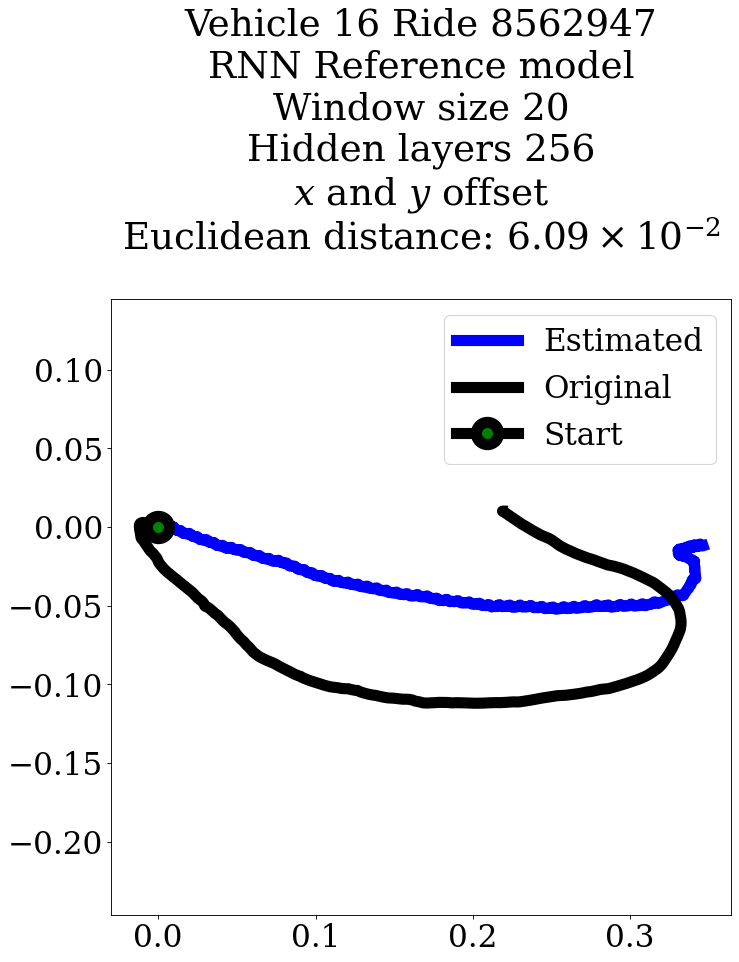 Vehicle 16 Ride 8562947
RNN Reference model
Window size 20
Hidden layers 256
x and y offset
Euclidean distance: 6.09 × 10⁻²
Estimated
Original
Start
0.10
0.05
0.00
−0.05
−0.10
−0.15
−0.20
0.0 0.1 0.2 0.3